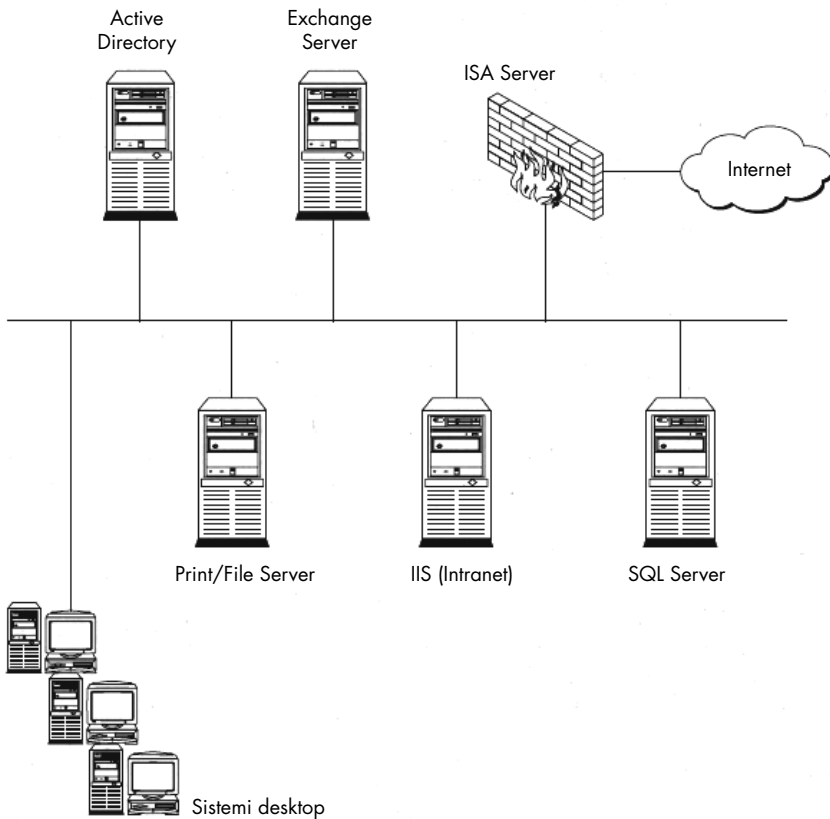 Active
Directory
Exchange
Server
ISA Server
Internet
Print/File Server
IIS (Intranet)
SQL Server
Sistemi desktop